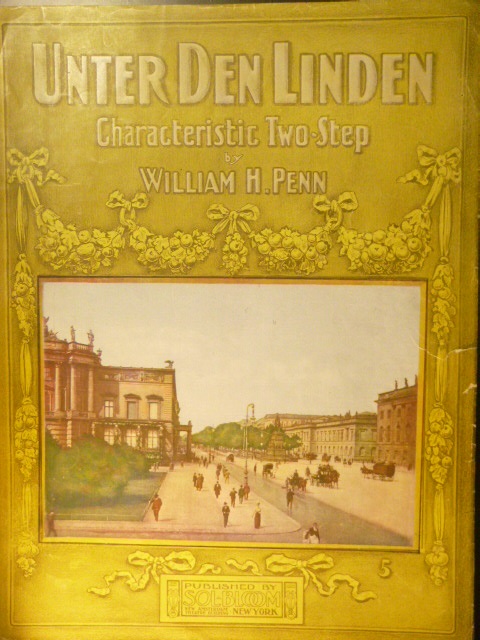 UNTER DEN LINDEN
Characteristic Two-Step
by
WILLIAM H. PENN
5
PUBLISHED BY
SOL BLOOM
NEW YORK